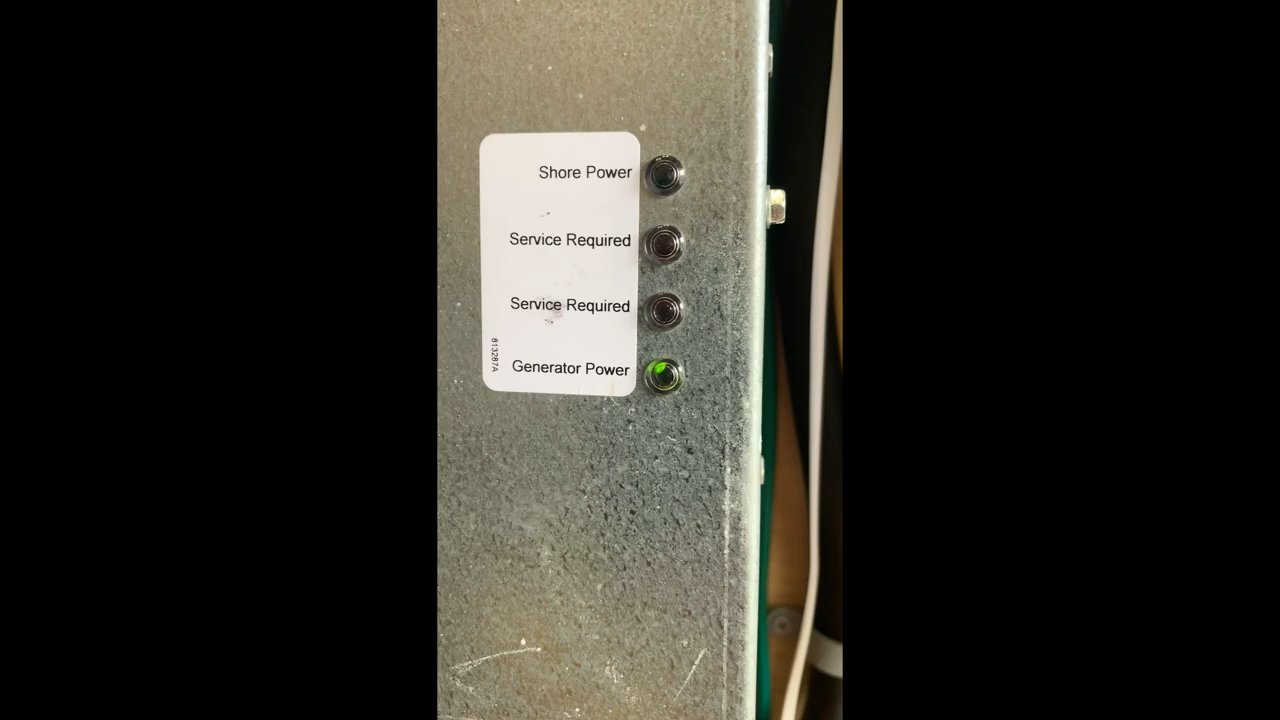 Shore Power
Service Required
Service Required
Generator Power
813287A